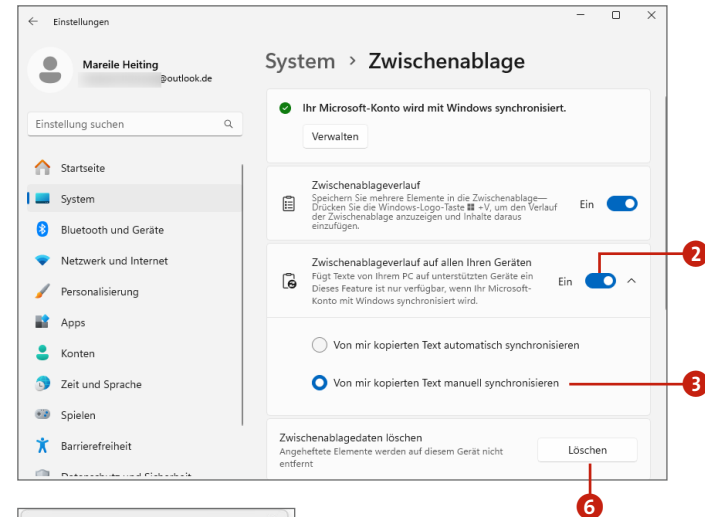 Einstellungen
Mareile Heiting
@outlook.de
Einstellung suchen
Startseite
System
Bluetooth und Geräte
Netzwerk und Internet
Personalisierung
Apps
Konten
Zeit und Sprache
Spielen
Barrierefreiheit
Datenschutz und Sicherheit
System > Zwischenablage
Ihr Microsoft-Konto wird mit Windows synchronisiert.
Verwalten
Zwischenablageverlauf
Speichern Sie mehrere Elemente in die Zwischenablage—
Drücken Sie die Windows-Logo-Taste +V, um den Verlauf
der Zwischenablage anzuzeigen und Inhalte daraus
einzufügen.
Ein
Zwischenablageverlauf auf allen Ihren Geräten
Fügt Texte von Ihrem PC auf unterstützten Geräte ein
Dieses Feature ist nur verfügbar, wenn Ihr Microsoft-
Konto mit Windows synchronisiert wird.
Ein
2
Von mir kopierten Text automatisch synchronisieren
Von mir kopierten Text manuell synchronisieren
3
Zwischenablagedaten löschen
Angeheftete Elemente werden auf diesem Gerät nicht
entfernt
Löschen
6